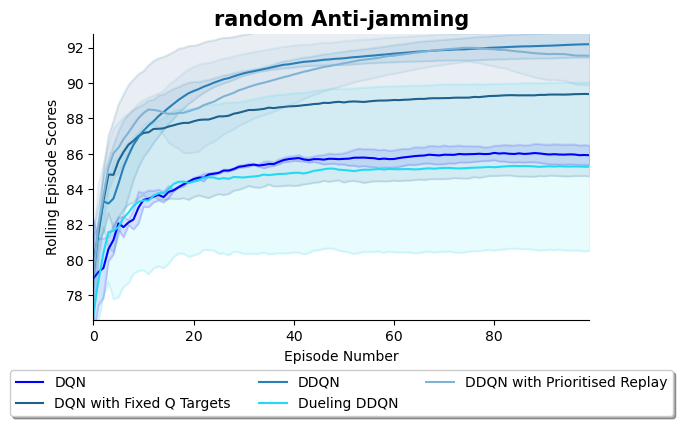 random Anti-jamming
92
90
88
86
84
82
80
78
Rolling Episode Scores
0 20 40 60 80
Episode Number
DQN DDQN DDQN with Prioritised Replay
DQN with Fixed Q Targets Dueling DDQN